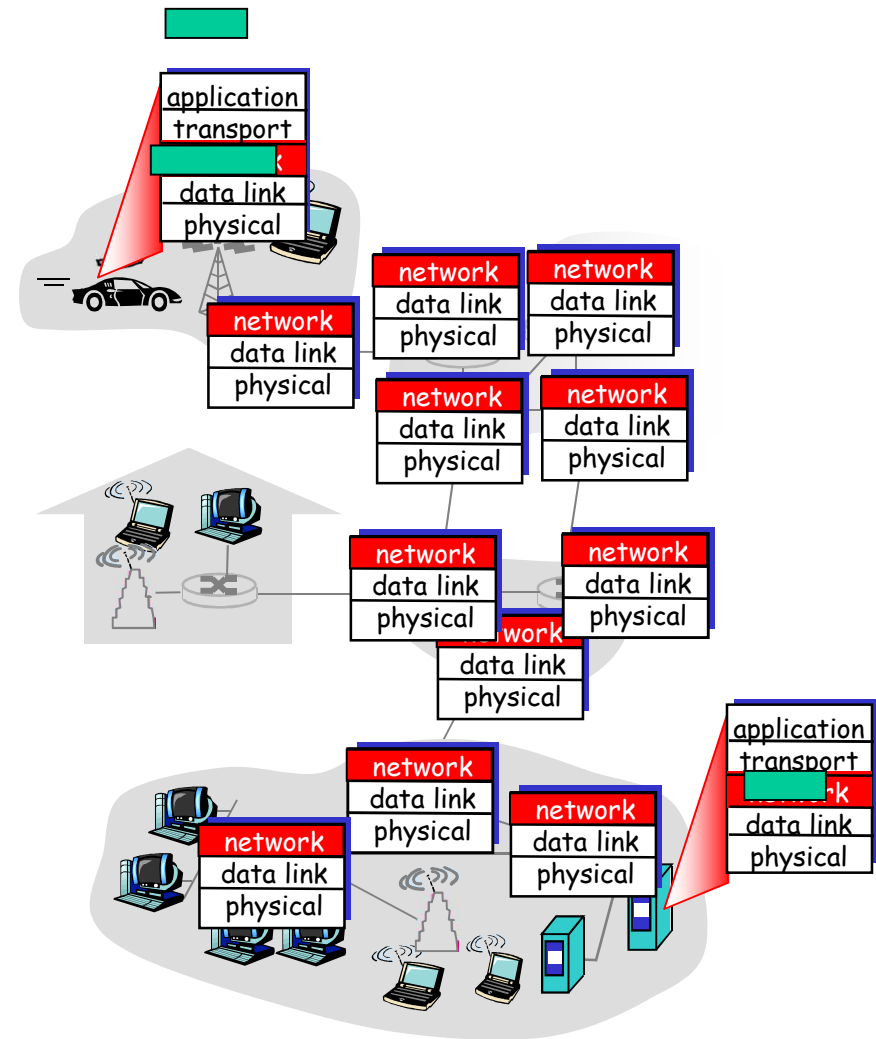 application
transport
data link
physical
network
data link
physical
network
data link
physical
network
data link
physical
network
data link
physical
network
data link
physical
network
data link
physical
network
data link
physical
network
data link
physical
application
transport
data link
physical
network
data link
physical
network
data link
physical
network
data link
physical